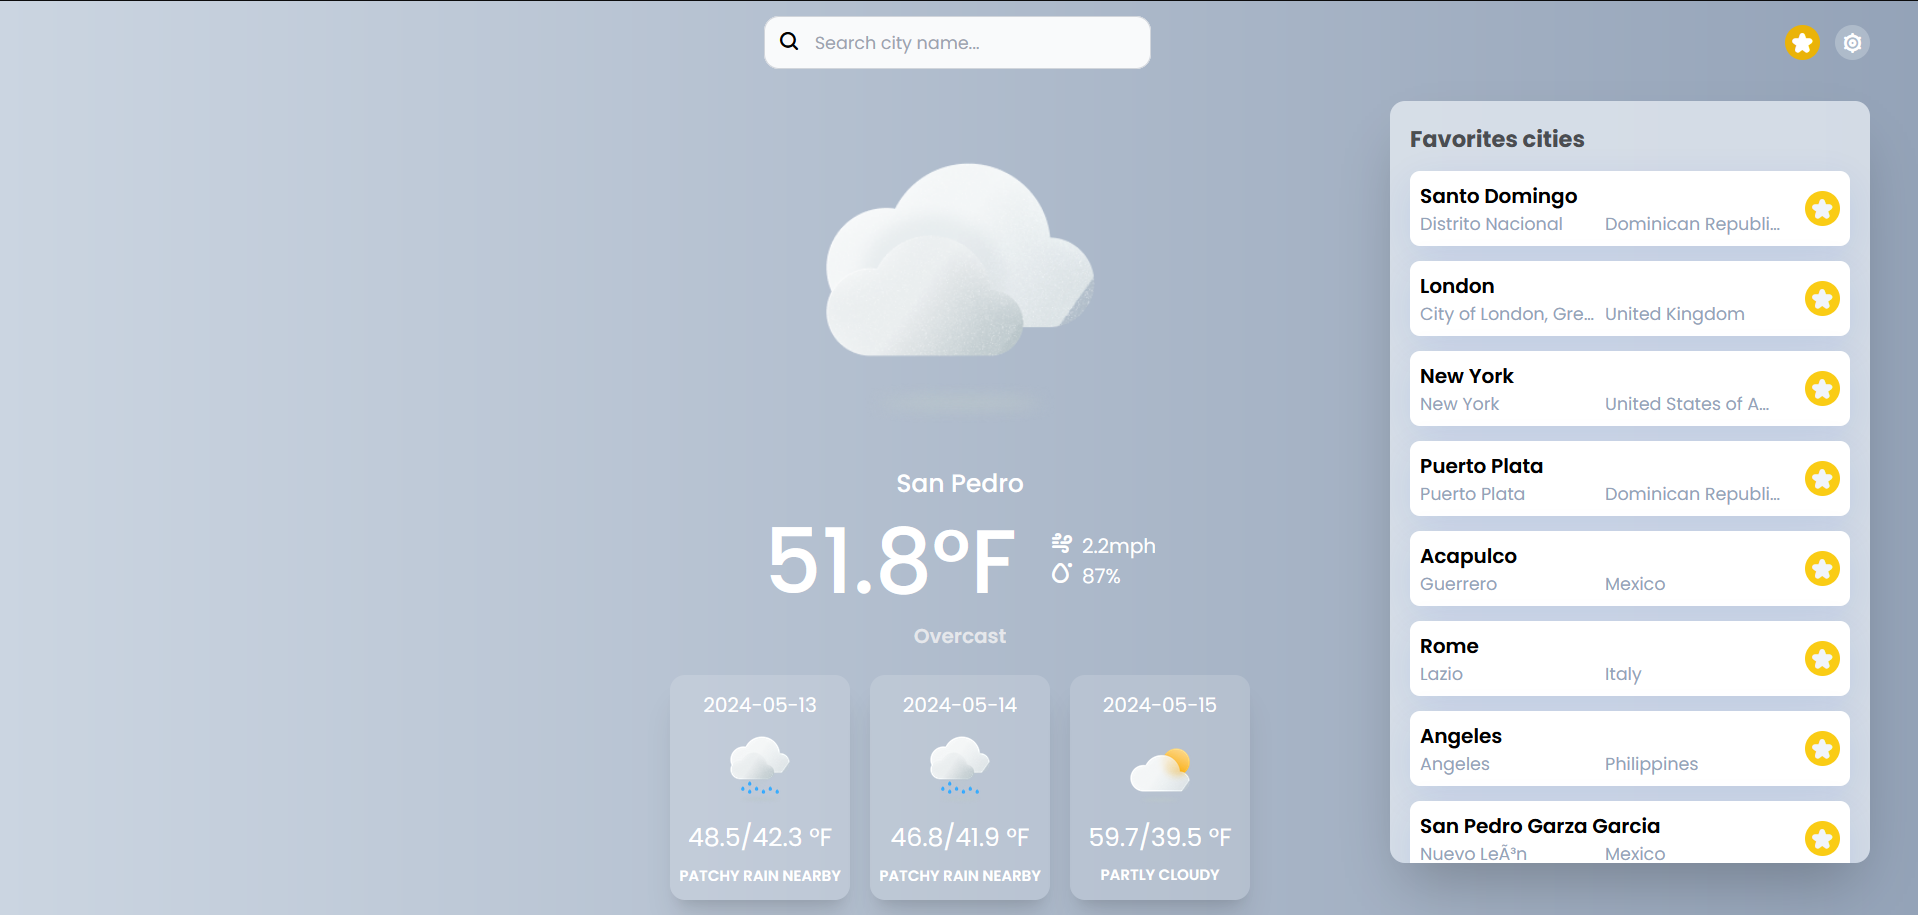 Search city name...
San Pedro
51.8°F
2.2mph
87%
Overcast
2024-05-13
48.5/42.3 °F
PATCHY RAIN NEARBY
2024-05-14
46.8/41.9 °F
PATCHY RAIN NEARBY
2024-05-15
59.7/39.5 °F
PARTLY CLOUDY
Favorites cities
Santo Domingo
Distrito Nacional Dominican Republi...
London
City of London, Gre... United Kingdom
New York
New York United States of A...
Puerto Plata
Puerto Plata Dominican Republi...
Acapulco
Guerrero Mexico
Rome
Lazio Italy
Angeles
Angeles Philippines
San Pedro Garza Garcia
Nuevo LeÃ³n Mexico